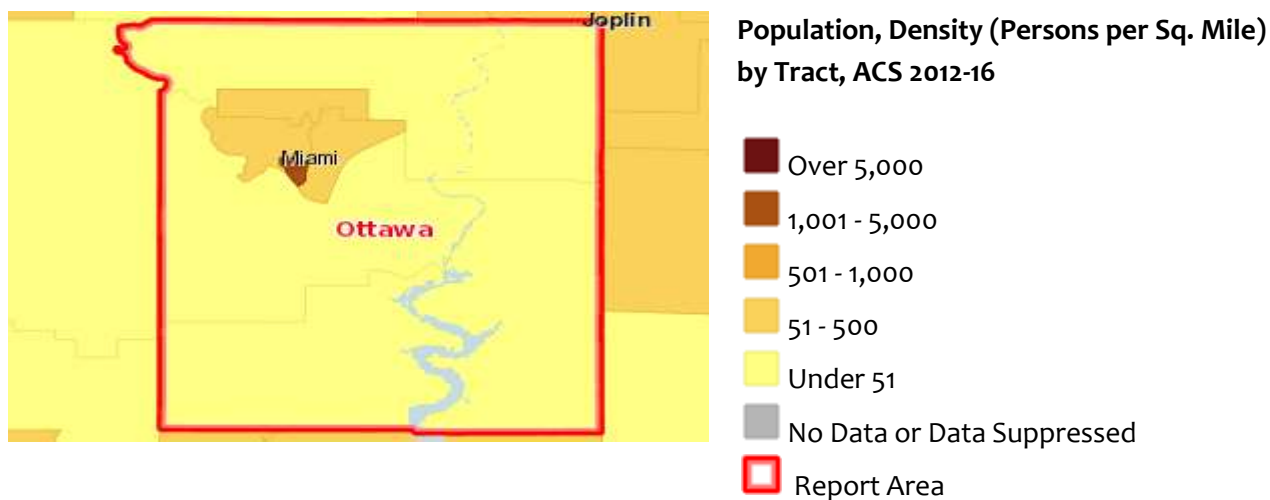 Joplin
Miami
Ottawa
Population, Density (Persons per Sq. Mile)
by Tract, ACS 2012-16
Over 5,000
1,001 - 5,000
501 - 1,000
51 - 500
Under 51
No Data or Data Suppressed
Report Area